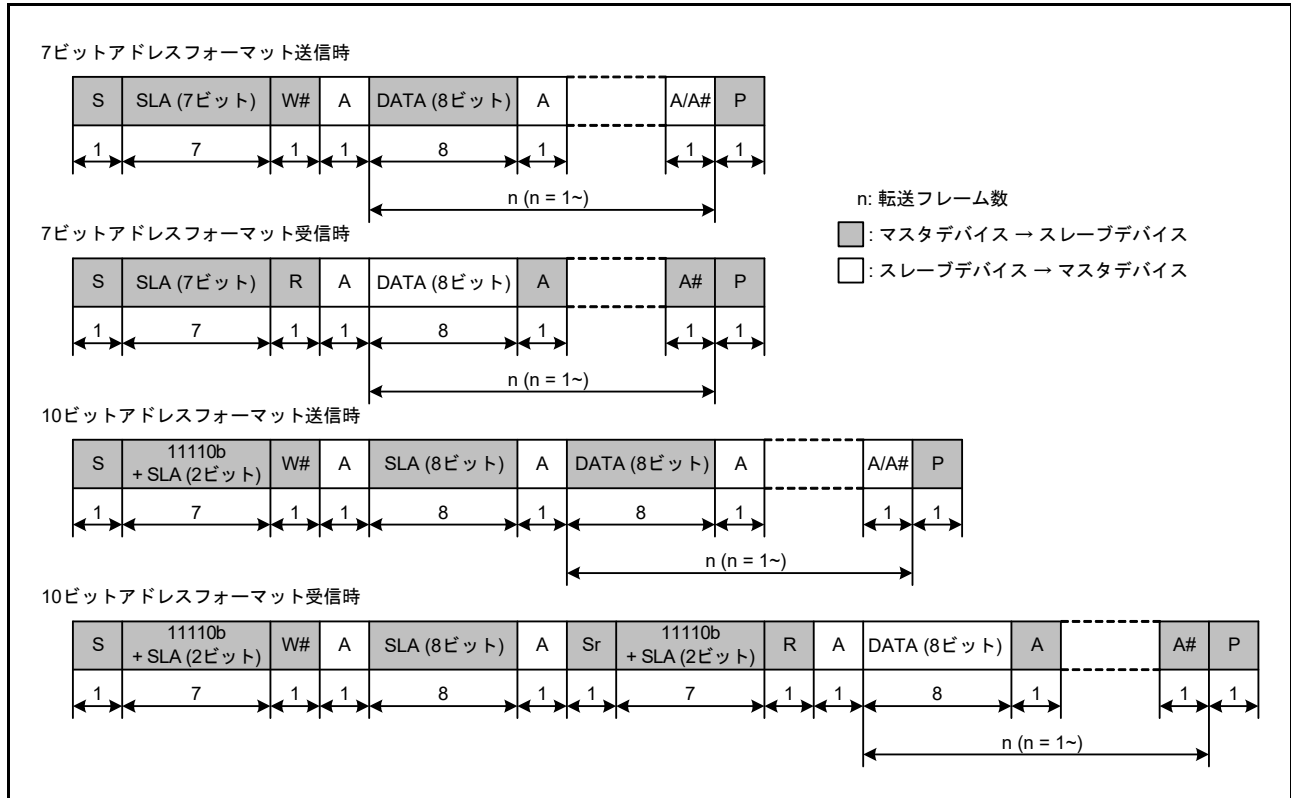 7ビットアドレスフォーマット送信時
S SLA (7ビット) W# A DATA (8ビット) A A/A# P
1 7 1 1 8 1 1 1
n (n = 1~)
n: 転送フレーム数
: マスタデバイス → スレーブデバイス
: スレーブデバイス → マスタデバイス
7ビットアドレスフォーマット受信時
S SLA (7ビット) R A DATA (8ビット) A A# P
1 7 1 1 8 1 1 1
n (n = 1~)
10ビットアドレスフォーマット送信時
S 11110b + SLA (2ビット) W# A SLA (8ビット) A DATA (8ビット) A A/A# P
1 7 1 1 8 1 8 1 1 1
n (n = 1~)
10ビットアドレスフォーマット受信時
S 11110b + SLA (2ビット) W# A SLA (8ビット) A Sr 11110b + SLA (2ビット) R A DATA (8ビット) A A# P
1 7 1 1 8 1 1 7 1 1 8 1 1 1
n (n = 1~)